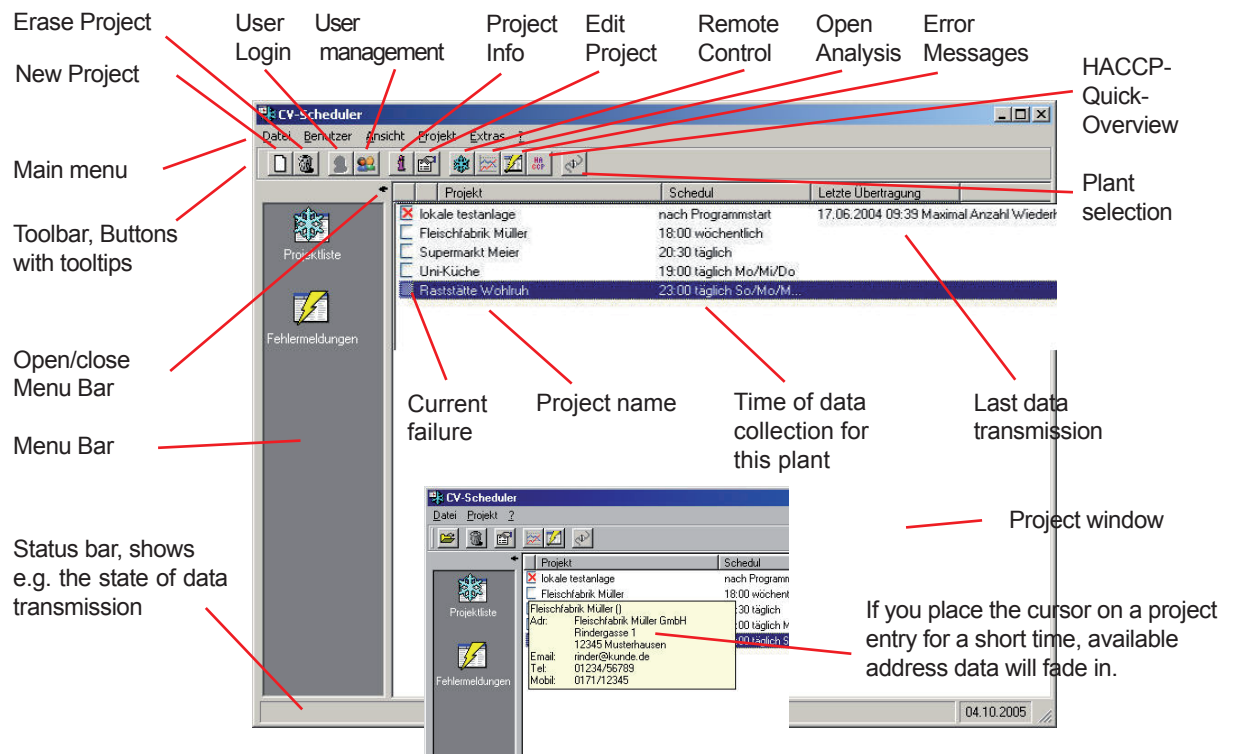 Erase Project
User
Login
User
management
Project
Info
Edit
Project
Remote
Control
Open
Analysis
Error
Messages
New Project
HACCP-
Quick-
Overview
CV-Scheduler
Datei Benutzer Ansicht Projekt Extras ?
Main menu
HA
CCP
Plant
selection
Projekt Schedul Letzte Übertragung
Toolbar, Buttons
with tooltips
Projektliste
Fehlermeldungen
lokale testanlage nach Programmstart 17.06.2004 09:39 Maximal Anzahl Wiederh
Fleischfabrik Müller 18:00 wöchentlich
Supermarkt Meier 20:30 täglich
Uni-Küche 19:00 täglich Mo/Mi/Do
Raststätte Wohlruh 23:00 täglich So/Mo/M...
Open/close
Menu Bar
Menu Bar
Current
failure
Project name
Time of data
collection for
this plant
Last data
transmission
CV-Scheduler
Datei Projekt ?
Projekt Schedul
Projektliste
Fehlermeldungen
lokale testanlage nach Programm
Fleischfabrik Müller 18:00 wöchent
:30 täglich
:00 täglich M
:00 täglich S
Fleischfabrik Müller ()
Adr: Fleischfabrik Müller GmbH
Rindergasse 1
12345 Musterhausen
Email: rinder@kunde.de
Tel: 01234/56789
Mobil: 0171/12345
Project window
Status bar, shows
e.g. the state of data
transmission
If you place the cursor on a project
entry for a short time, available
address data will fade in.
04.10.2005